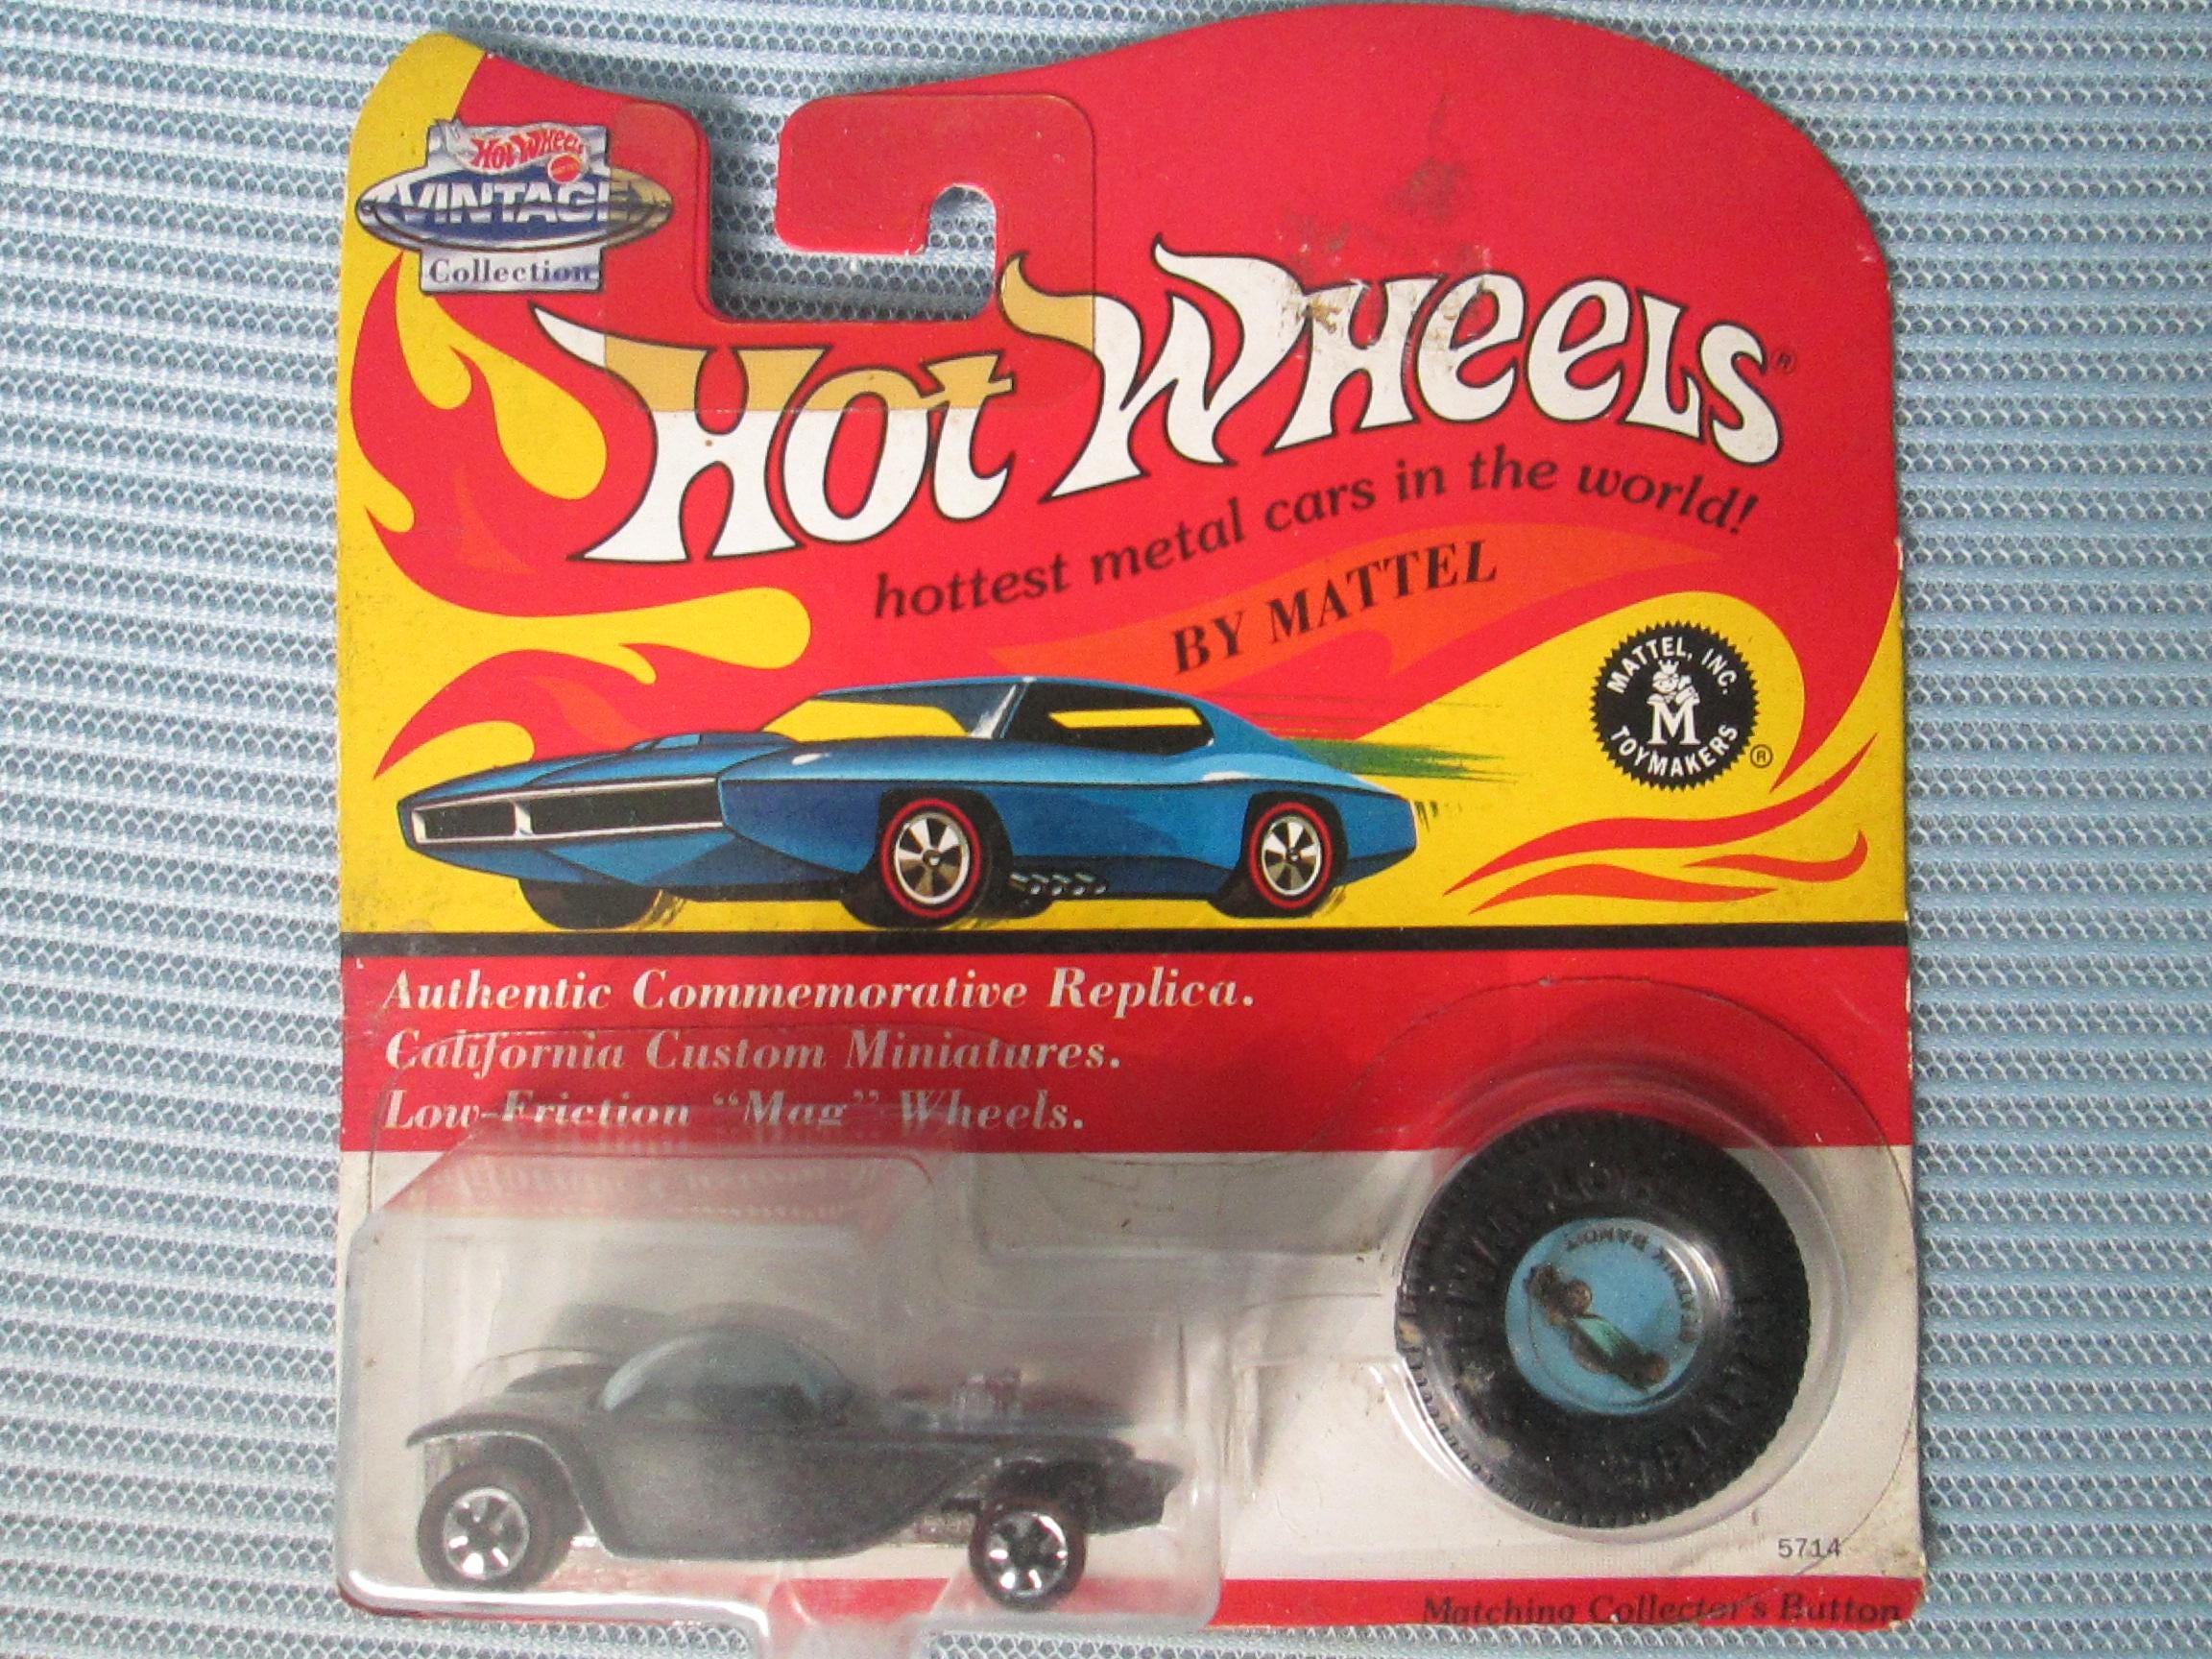 Hot Wheels
VINTAGE
Collection
Hot Wheels®
hottest metal cars in the world!
BY MATTEL
MATTEL, INC.
M
TOYMAKERS
®
Authentic Commemorative Replica.
California Custom Miniatures.
Low-Friction "Mag" Wheels.
BANDIT
5714
Matching Collector's Button